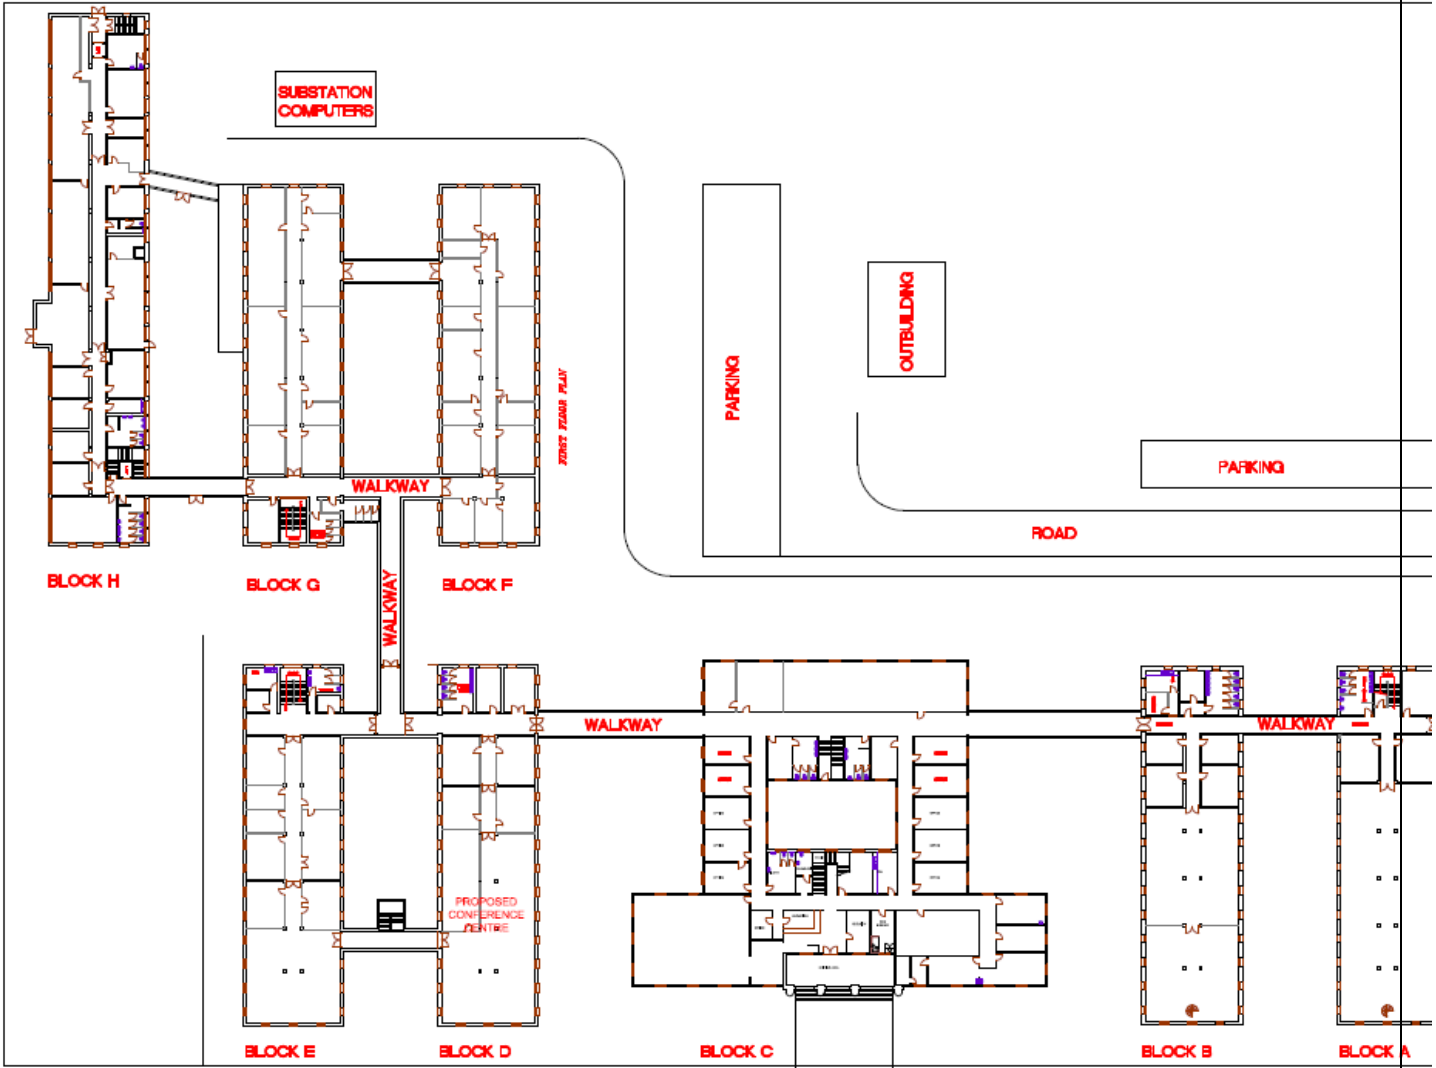 SUBSTATION
COMPUTERS
OUTBUILDING
PARKING
FIRST FLOOR PLAN
PARKING
WALKWAY
ROAD
BLOCK H
BLOCK G
BLOCK F
WALKWAY
WALKWAY
WALKWAY
PROPOSED
CONFERENCE
CENTRE
BLOCK E
BLOCK D
BLOCK C
BLOCK B
BLOCK A